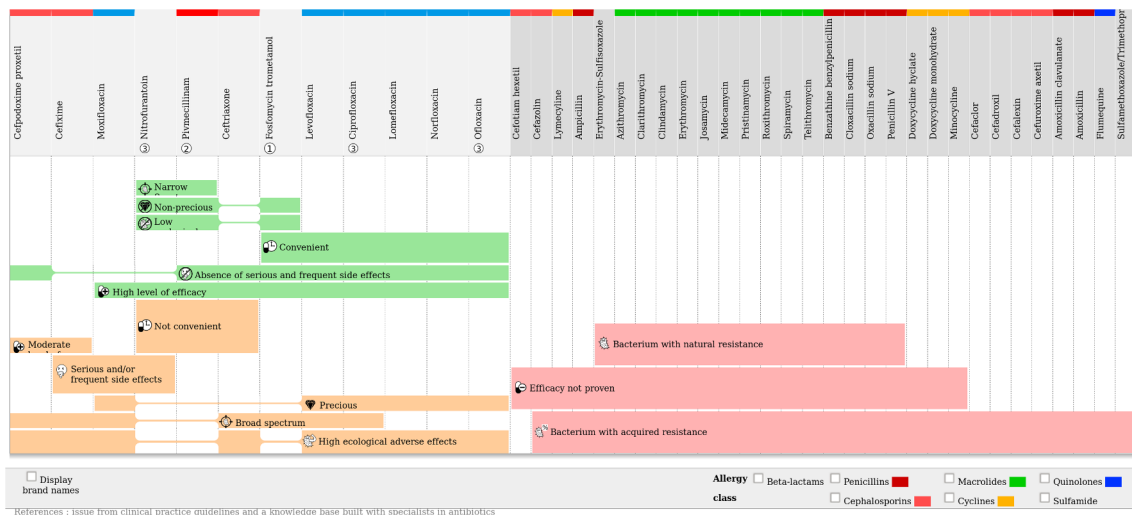 Cefpodoxime proxetil
Cefixime
Moxifloxacin
Nitrofurantoin
Pivmecillinam
Ceftriaxone
Fosfomycin trometamol
Levofloxacin
Ciprofloxacin
Lomefloxacin
Norfloxacin
Ofloxacin
Cefotiam hexetil
Cefazolin
Lymecyline
Ampicillin
Erythromycin-Sulfisoxazole
Azithromycin
Clarithromycin
Clindamycin
Erythromycin
Josamycin
Midecamycin
Pristinamycin
Roxithromycin
Spiramycin
Telithromycin
Benzathine benzylpenicillin
Cloxacillin sodium
Oxacillin sodium
Penicillin V
Doxycycline hyclate
Doxycycline monohydrate
Minocycline
Cefaclor
Cefadroxil
Cefalexin
Cefuroxime axetil
Amoxicillin clavulanate
Amoxicillin
Flumequine
Sulfamethoxazole/Trimethopr
③ ② ① ③ ③
Narrow
Non-precious
Low
Convenient
Absence of serious and frequent side effects
High level of efficacy
Not convenient
Moderate
Serious and/or
frequent side effects
Precious
Broad spectrum
High ecological adverse effects
Bacterium with natural resistance
Efficacy not proven
Bacterium with acquired resistance
Display
brand names
Allergy
class
Beta-lactams
Penicillins
Macrolides
Quinolones
Cephalosporins
Cyclines
Sulfamide
References : issue from clinical practice guidelines and a knowledge base built with specialists in antibiotics